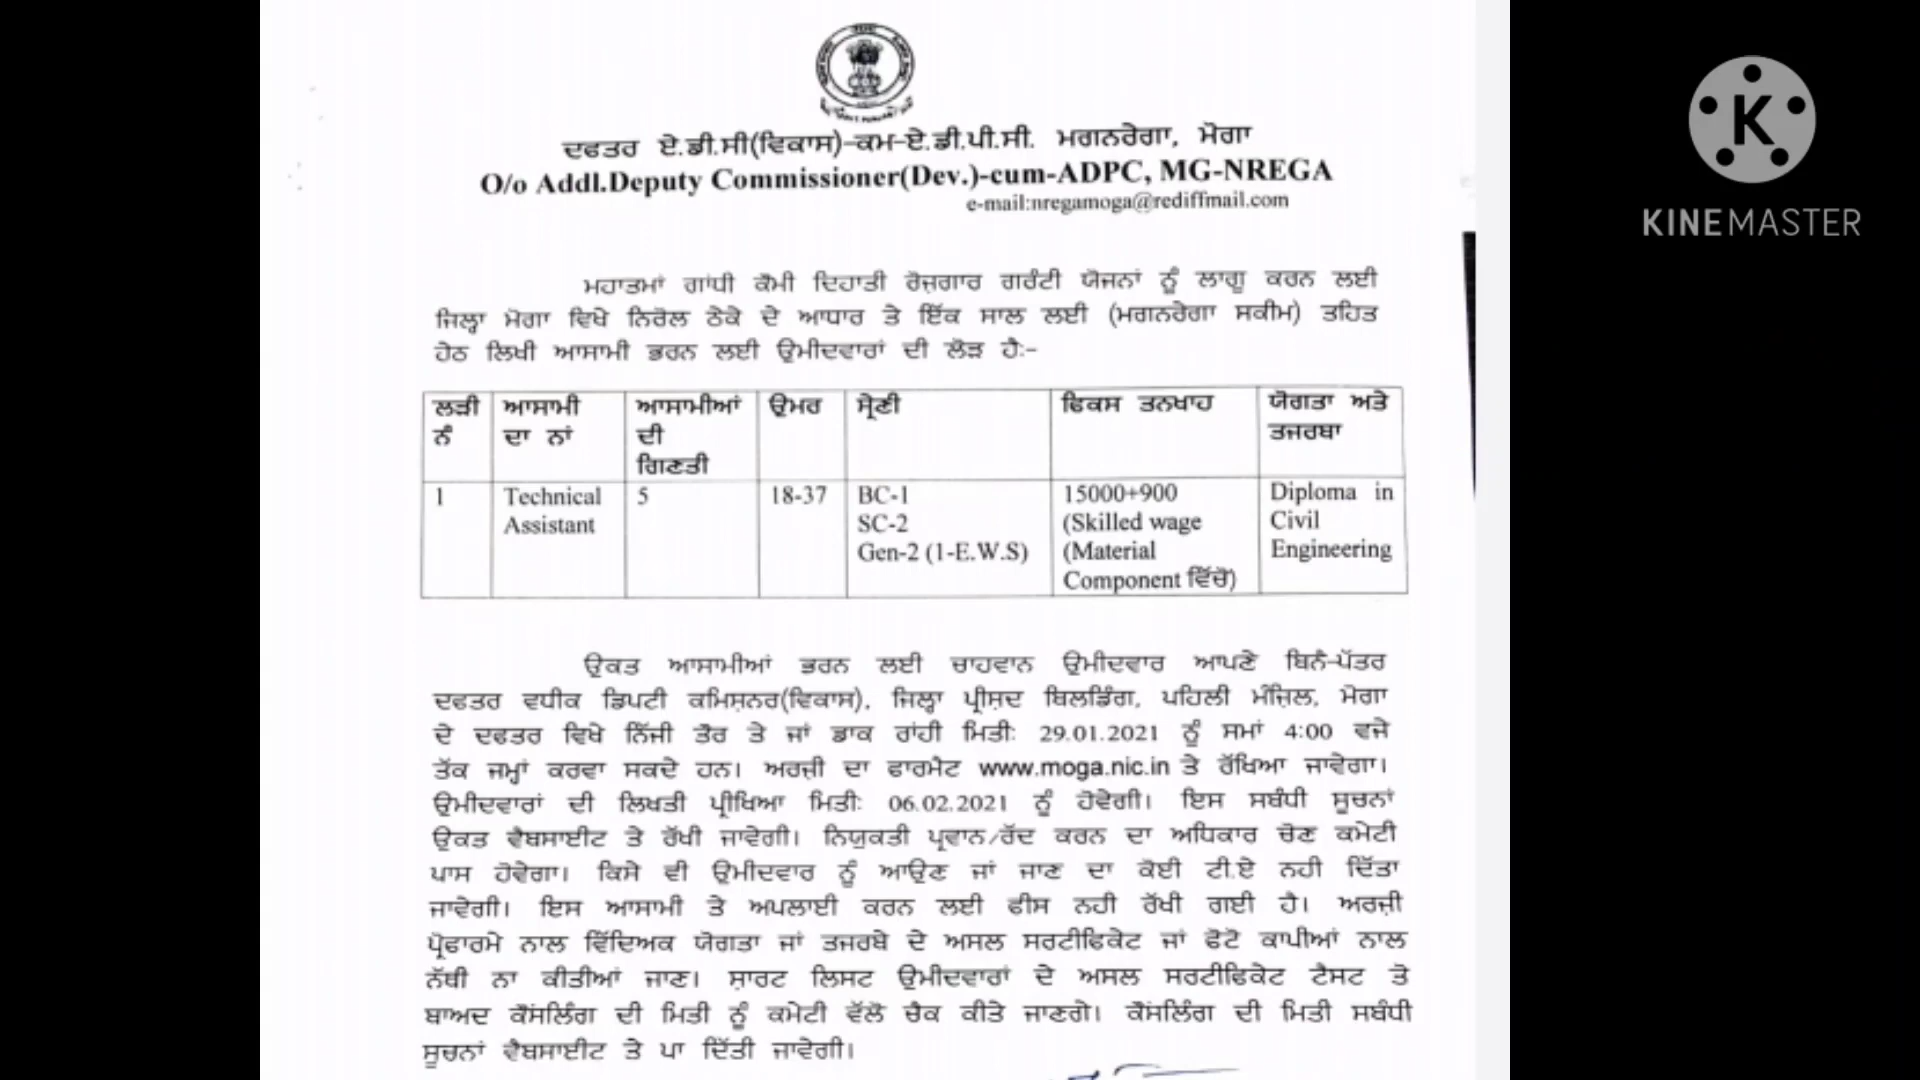 ਦਫਤਰ ਏ.ਡੀ.ਸੀ(ਵਿਕਾਸ)-ਕਮ-ਏ.ਡੀ.ਪੀ.ਸੀ. ਮਗਨਰੇਗਾ, ਮੋਗਾ
O/o Addl.Deputy Commissioner(Dev.)-cum-ADPC, MG-NREGA
e-mail:nregamoga@rediffmail.com
KINEMASTER
ਮਹਾਤਮਾਂ ਗਾਂਧੀ ਕੌਮੀ ਦਿਹਾਤੀ ਰੋਜ਼ਗਾਰ ਗਰੰਟੀ ਯੋਜਨਾਂ ਨੂੰ ਲਾਗੂ ਕਰਨ ਲਈ
ਜਿਲ੍ਹਾ ਮੋਗਾ ਵਿਖੇ ਨਿਰੋਲ ਠੇਕੇ ਦੇ ਆਧਾਰ ਤੇ ਇੱਕ ਸਾਲ ਲਈ (ਮਗਨਰੇਗਾ ਸਕੀਮ) ਤਹਿਤ
ਹੇਠ ਲਿਖੀ ਆਸਾਮੀ ਭਰਨ ਲਈ ਉਮੀਦਵਾਰਾਂ ਦੀ ਲੋੜ ਹੈ:-
ਲੜੀ ਨੰ ਆਸਾਮੀ ਦਾ ਨਾਂ ਆਸਾਮੀਆਂ ਦੀ ਗਿਣਤੀ ਉਮਰ ਸ੍ਰੇਣੀ ਫਿਕਸ ਤਨਖਾਹ ਯੋਗਤਾ ਅਤੇ ਤਜਰਬਾ
1 Technical Assistant 5 18-37 BC-1 SC-2 Gen-2 (1-E.W.S) 15000+900 (Skilled wage (Material Component ਵਿੱਚੋਂ) Diploma in Civil Engineering
ਉਕਤ ਆਸਾਮੀਆਂ ਭਰਨ ਲਈ ਚਾਹਵਾਨ ਉਮੀਦਵਾਰ ਆਪਣੇ ਬਿਨੈ-ਪੱਤਰ
ਦਫਤਰ ਵਧੀਕ ਡਿਪਟੀ ਕਮਿਸ਼ਨਰ(ਵਿਕਾਸ), ਜਿਲ੍ਹਾ ਪ੍ਰੀਸ਼ਦ ਬਿਲਡਿੰਗ, ਪਹਿਲੀ ਮੰਜ਼ਿਲ, ਮੋਗਾ
ਦੇ ਦਫਤਰ ਵਿਖੇ ਨਿੱਜੀ ਤੌਰ ਤੇ ਜਾਂ ਡਾਕ ਰਾਂਹੀ ਮਿਤੀ: 29.01.2021 ਨੂੰ ਸਮਾਂ 4:00 ਵਜੇ
ਤੱਕ ਜਮ੍ਹਾਂ ਕਰਵਾ ਸਕਦੇ ਹਨ। ਅਰਜ਼ੀ ਦਾ ਫਾਰਮੈਟ www.moga.nic.in ਤੇ ਰੱਖਿਆ ਜਾਵੇਗਾ।
ਉਮੀਦਵਾਰਾਂ ਦੀ ਲਿਖਤੀ ਪ੍ਰੀਖਿਆ ਮਿਤੀ: 06.02.2021 ਨੂੰ ਹੋਵੇਗੀ। ਇਸ ਸਬੰਧੀ ਸੂਚਨਾਂ
ਉਕਤ ਵੈਬਸਾਈਟ ਤੇ ਰੱਖੀ ਜਾਵੇਗੀ। ਨਿਯੁਕਤੀ ਪ੍ਰਵਾਨ/ਰੱਦ ਕਰਨ ਦਾ ਅਧਿਕਾਰ ਚੋਣ ਕਮੇਟੀ
ਪਾਸ ਹੋਵੇਗਾ। ਕਿਸੇ ਵੀ ਉਮੀਦਵਾਰ ਨੂੰ ਆਉਣ ਜਾਂ ਜਾਣ ਦਾ ਕੋਈ ਟੀ.ਏ ਨਹੀ ਦਿੱਤਾ
ਜਾਵੇਗੀ। ਇਸ ਆਸਾਮੀ ਤੇ ਅਪਲਾਈ ਕਰਨ ਲਈ ਫੀਸ ਨਹੀ ਰੱਖੀ ਗਈ ਹੈ। ਅਰਜ਼ੀ
ਪ੍ਰੋਫਾਰਮੇ ਨਾਲ ਵਿੱਦਿਅਕ ਯੋਗਤਾ ਜਾਂ ਤਜਰਬੇ ਦੇ ਅਸਲ ਸਰਟੀਫਿਕੇਟ ਜਾਂ ਫੋਟੋ ਕਾਪੀਆਂ ਨਾਲ
ਨੱਥੀ ਨਾ ਕੀਤੀਆਂ ਜਾਣ। ਸ਼ਾਰਟ ਲਿਸਟ ਉਮੀਦਵਾਰਾਂ ਦੇ ਅਸਲ ਸਰਟੀਫਿਕੇਟ ਟੈਸਟ ਤੋ
ਬਾਅਦ ਕੌਂਸਲਿੰਗ ਦੀ ਮਿਤੀ ਨੂੰ ਕਮੇਟੀ ਵੱਲੋ ਚੈਕ ਕੀਤੇ ਜਾਣਗੇ। ਕੌਂਸਲਿੰਗ ਦੀ ਮਿਤੀ ਸਬੰਧੀ
ਸੂਚਨਾਂ ਵੈਬਸਾਈਟ ਤੇ ਪਾ ਦਿੱਤੀ ਜਾਵੇਗੀ।